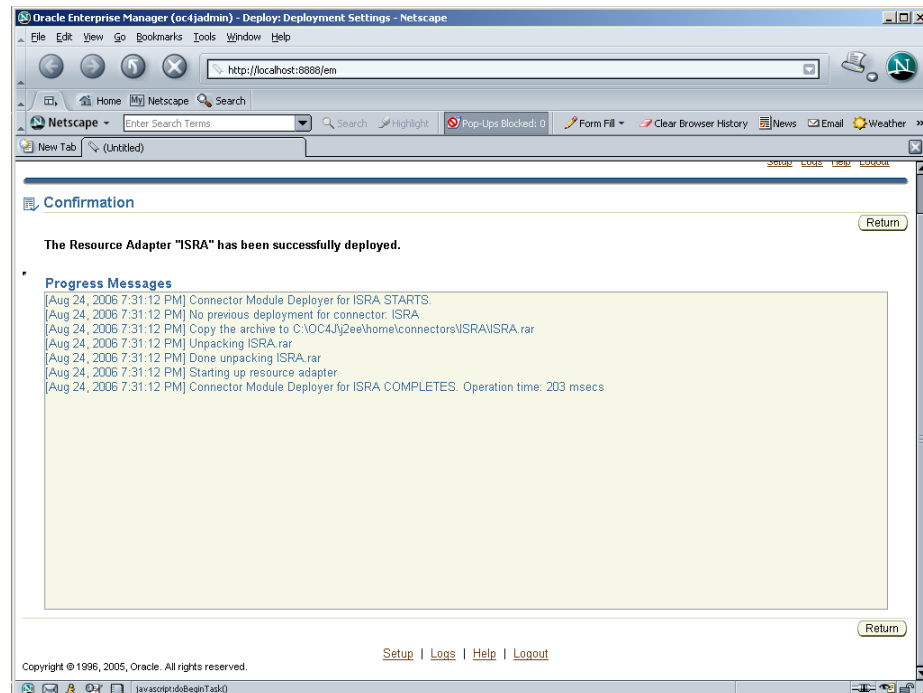 Oracle Enterprise Manager (oc4jadmin) - Deploy: Deployment Settings - Netscape
File Edit View Go Bookmarks Tools Window Help
http://localhost:8888/em
N
Home My Netscape Search
Netscape Enter Search Terms Search Highlight Pop-Ups Blocked: 0 Form Fill Clear Browser History News Email Weather »
New Tab (Untitled)
Setup Logs Help Logout
Confirmation
Return
The Resource Adapter "ISRA" has been successfully deployed.
Progress Messages
[Aug 24, 2006 7:31:12 PM] Connector Module Deployer for ISRA STARTS.
[Aug 24, 2006 7:31:12 PM] No previous deployment for connector: ISRA
[Aug 24, 2006 7:31:12 PM] Copy the archive to C:\OC4J\j2ee\home\connectors\ISRA\ISRA.rar
[Aug 24, 2006 7:31:12 PM] Unpacking ISRA.rar
[Aug 24, 2006 7:31:12 PM] Done unpacking ISRA.rar
[Aug 24, 2006 7:31:12 PM] Starting up resource adapter
[Aug 24, 2006 7:31:12 PM] Connector Module Deployer for ISRA COMPLETES. Operation time: 203 msecs
Return
Setup | Logs | Help | Logout
Copyright © 1996, 2005, Oracle. All rights reserved.
javascript:doBeginTask()